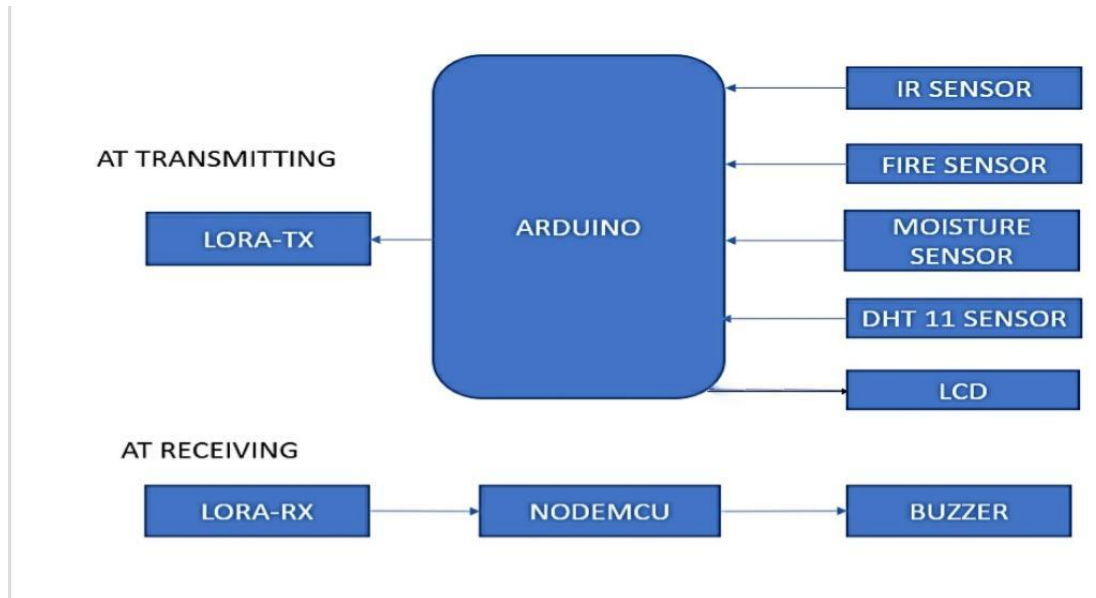 IR SENSOR
FIRE SENSOR
AT TRANSMITTING
LORA-TX
ARDUINO
MOISTURE
SENSOR
DHT 11 SENSOR
LCD
AT RECEIVING
LORA-RX
NODEMCU
BUZZER